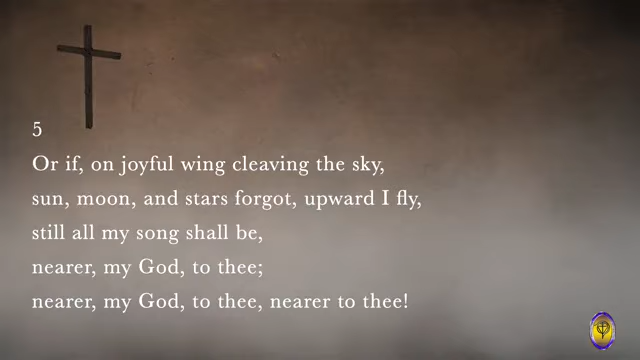 5
Or if, on joyful wing cleaving the sky,
sun, moon, and stars forgot, upward I fly,
still all my song shall be,
nearer, my God, to thee;
nearer, my God, to thee, nearer to thee!